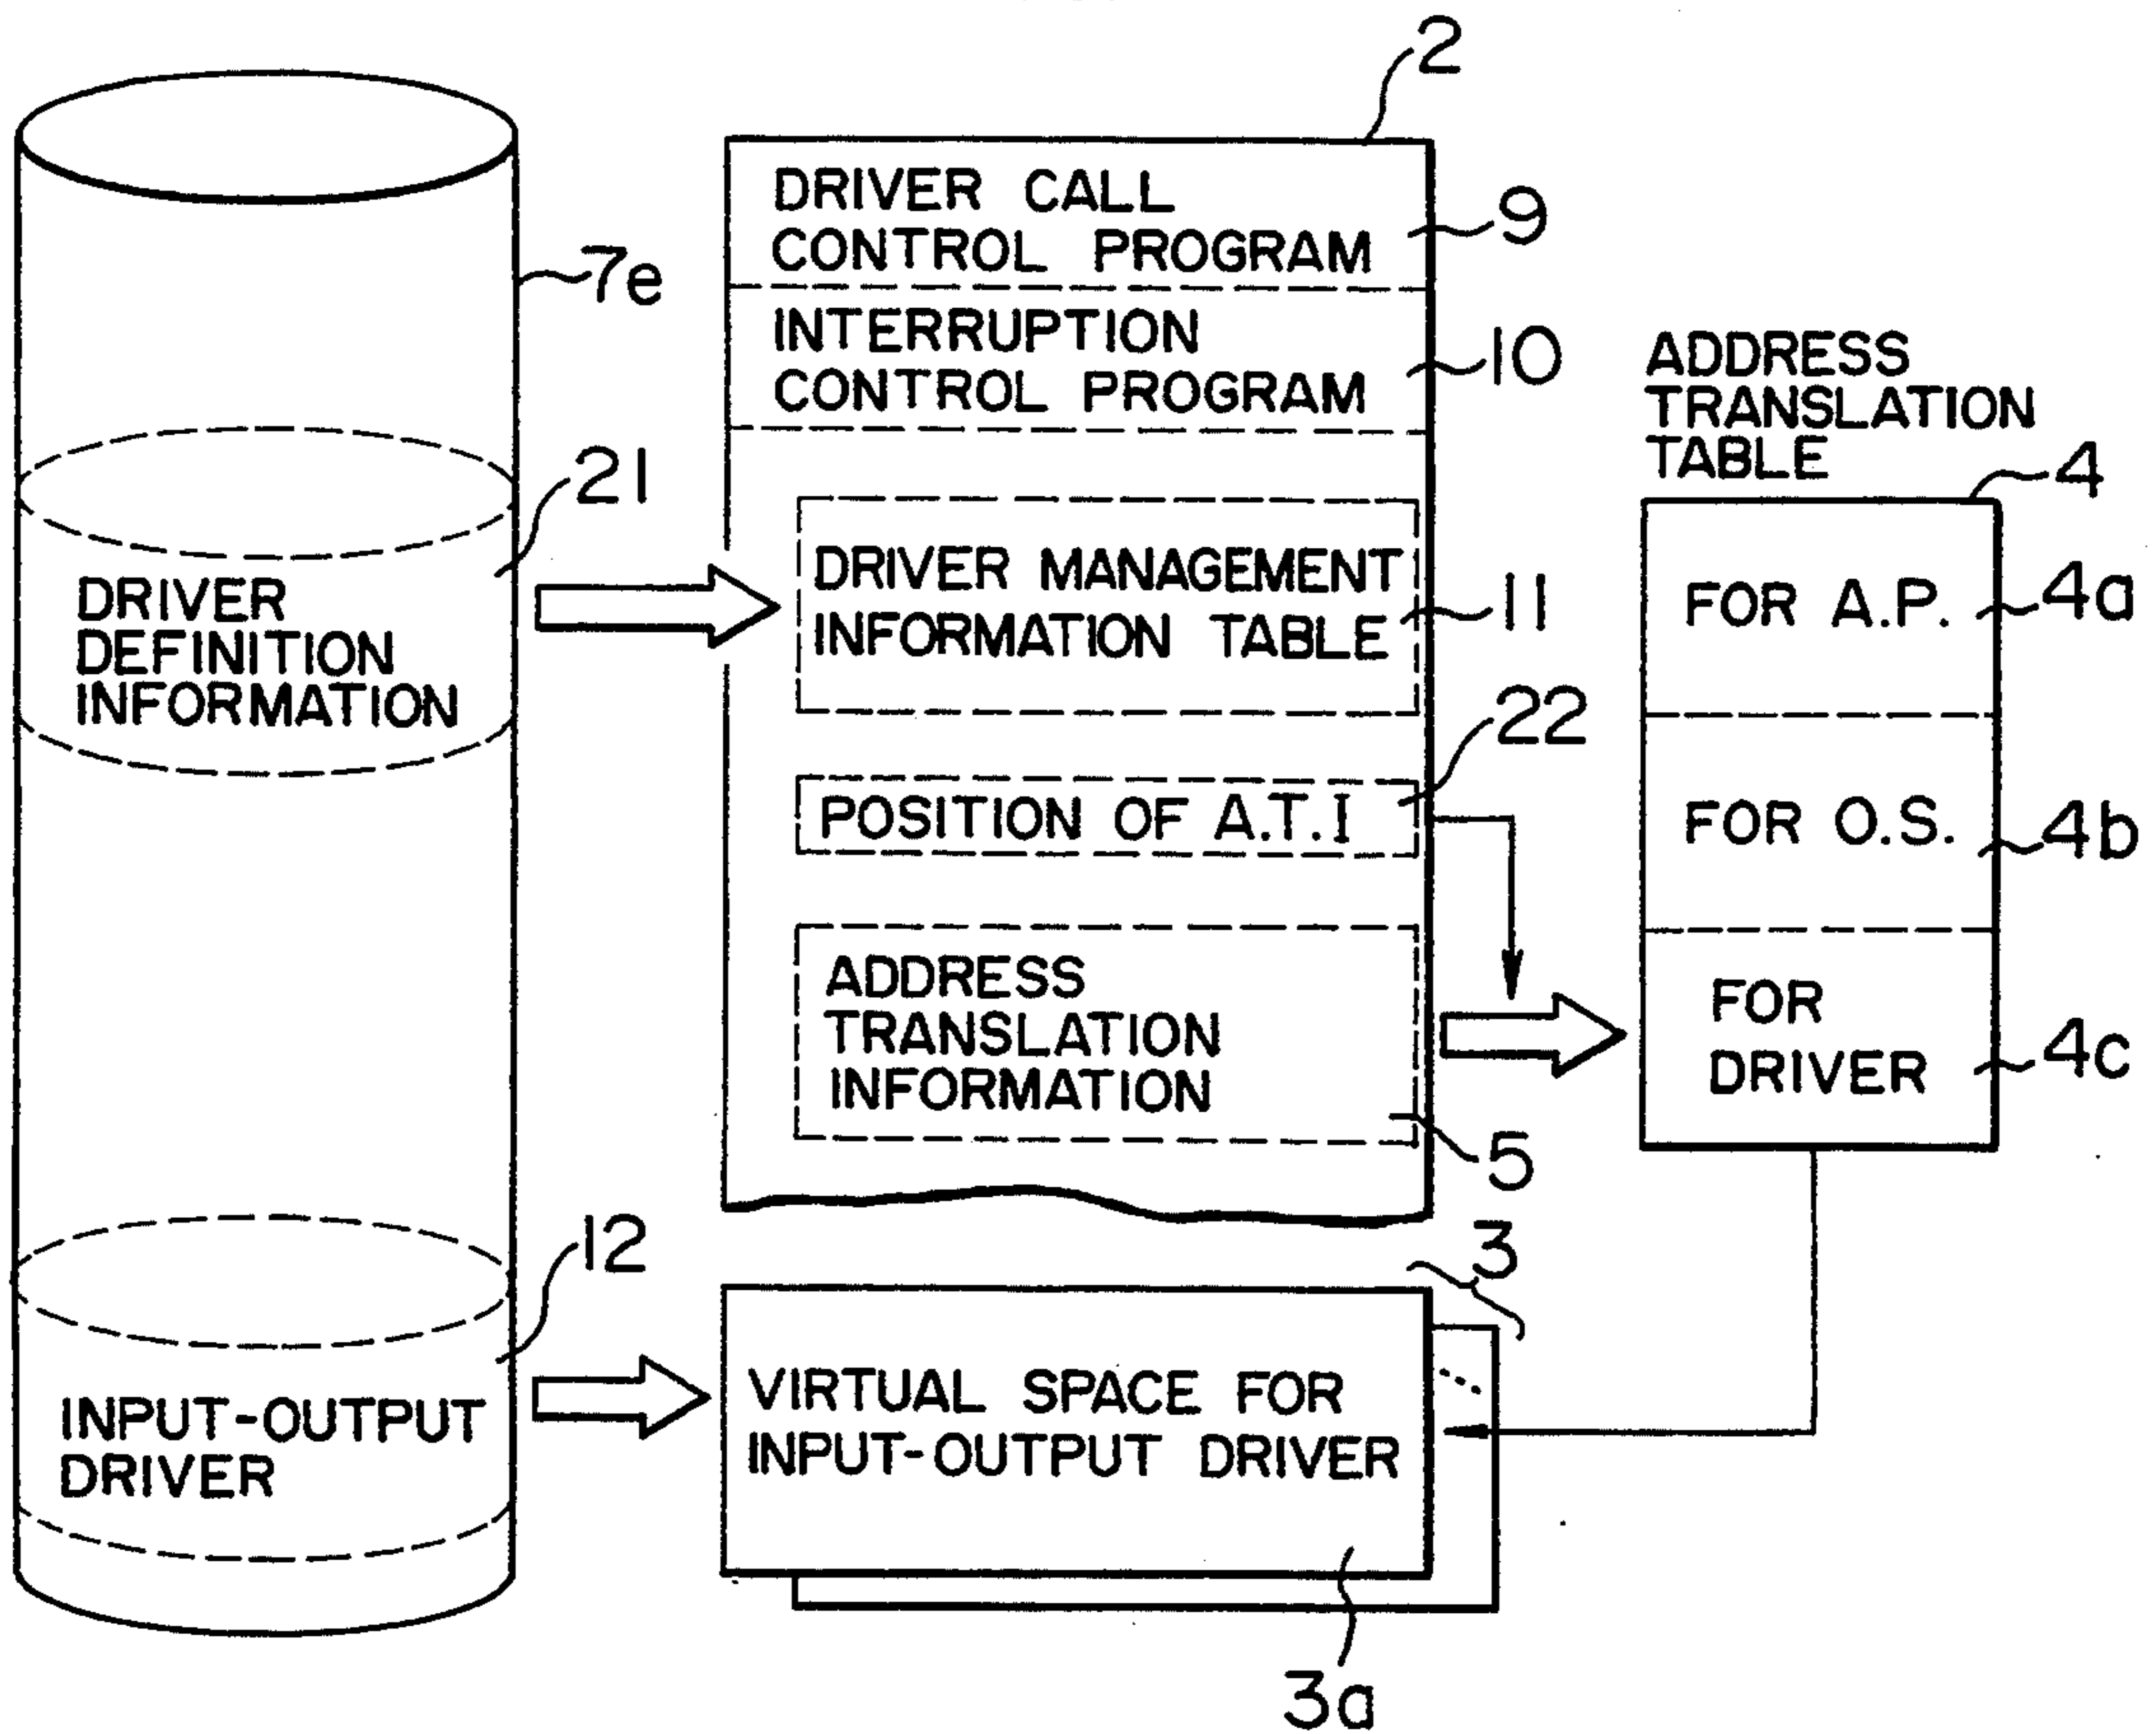 2
DRIVER CALL
CONTROL PROGRAM
9
7e
INTERRUPTION
CONTROL PROGRAM
10
ADDRESS
TRANSLATION
TABLE
4
21
DRIVER
DEFINITION
INFORMATION
DRIVER MANAGEMENT
INFORMATION TABLE
11
FOR A.P.
4a
22
POSITION OF A.T.I
FOR O.S.
4b
ADDRESS
TRANSLATION
INFORMATION
5
FOR
DRIVER
4c
12
INPUT-OUTPUT
DRIVER
3
VIRTUAL SPACE FOR
INPUT-OUTPUT DRIVER
3a